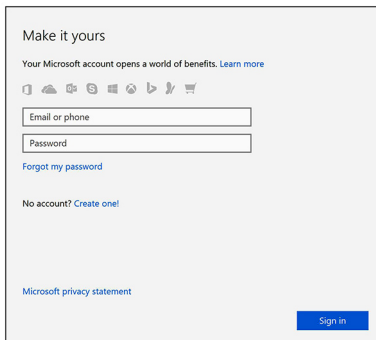 Make it yours
Your Microsoft account opens a world of benefits. Learn more
Email or phone
Password
Forgot my password
No account? Create one!
Microsoft privacy statement
Sign in